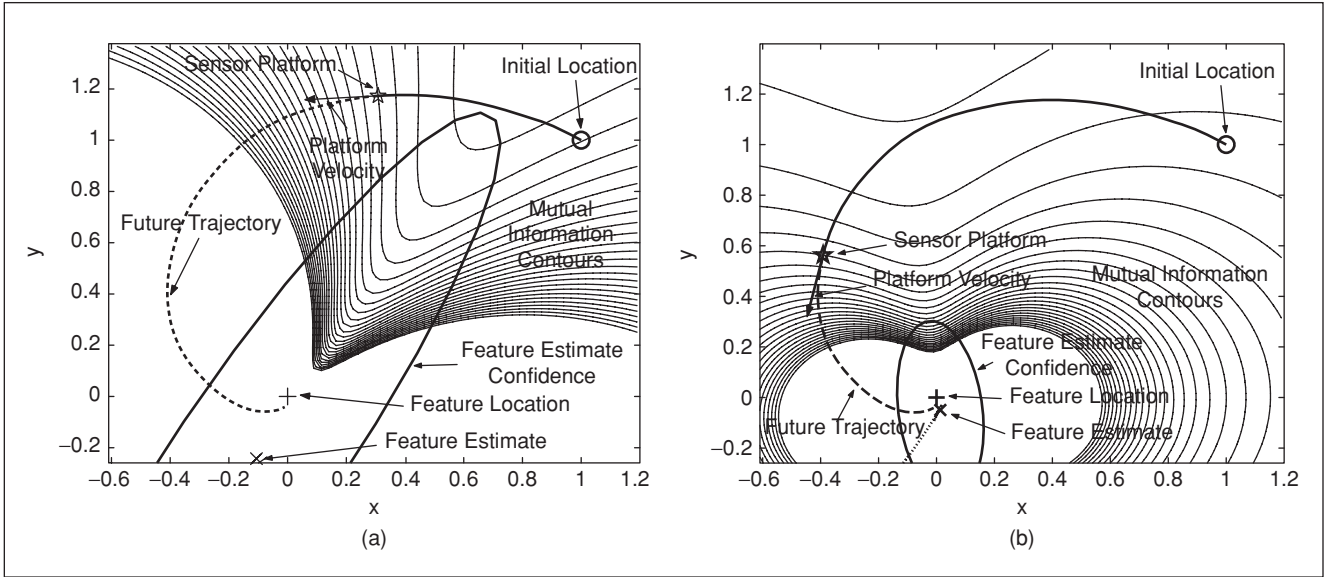 Sensor Platform
Initial Location
Platform
Velocity
Future Trajectory
Mutual
Information
Contours
Feature Estimate
Confidence
Feature Location
Feature Estimate
y
1.2
1
0.8
0.6
0.4
0.2
0
−0.2
−0.6 −0.4 −0.2 0 0.2 0.4 0.6 0.8 1 1.2
x
(a)
Initial Location
Sensor Platform
Platform Velocity
Mutual Information
Contours
Feature Estimate
Confidence
Feature Location
Future Trajectory
Feature Estimate
y
1.2
1
0.8
0.6
0.4
0.2
0
−0.2
−0.6 −0.4 −0.2 0 0.2 0.4 0.6 0.8 1 1.2
x
(b)